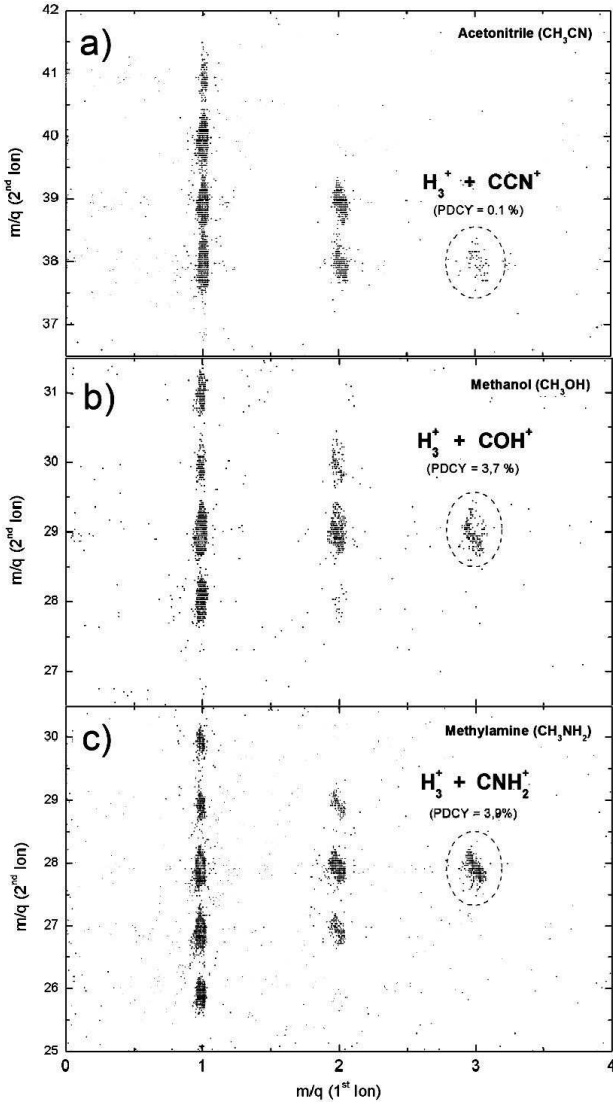 42
a)
Acetonitrile (CH₃CN)
41
40
39
38
37
m/q (2ⁿᵈ Ion)
H₃⁺ + CCN⁺
(PDCY = 0.1 %)
b)
Methanol (CH₃OH)
31
30
29
28
27
m/q (2ⁿᵈ Ion)
H₃⁺ + COH⁺
(PDCY = 3,7 %)
c)
Methylamine (CH₃NH₂)
30
29
28
27
26
25
m/q (2ⁿᵈ Ion)
H₃⁺ + CNH₂⁺
(PDCY = 3,9%)
0 1 2 3 4
m/q (1ˢᵗ Ion)